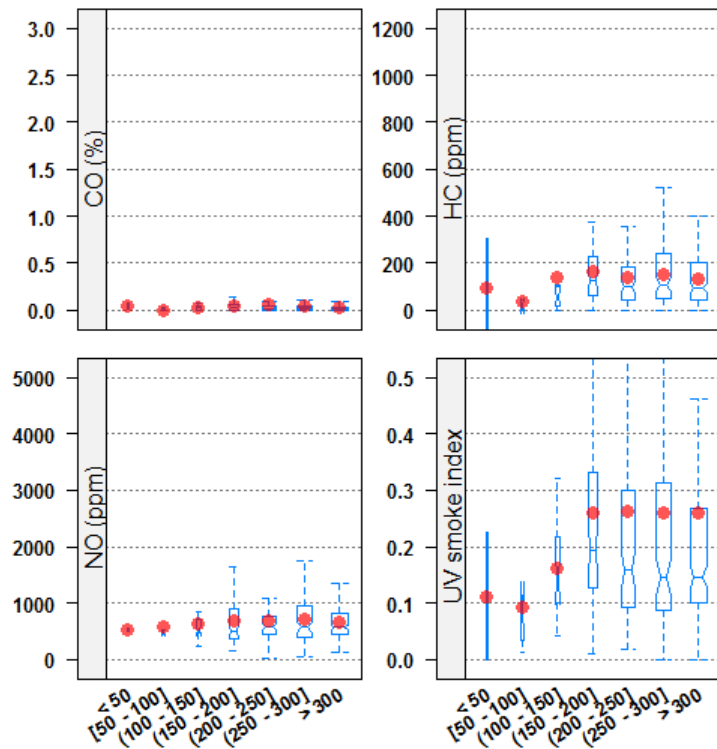 3.0
2.5
2.0
1.5
1.0
0.5
0.0
CO (%)
1200
1000
800
600
400
200
0
HC (ppm)
5000
4000
3000
2000
1000
0
NO (ppm)
0.5
0.4
0.3
0.2
0.1
0.0
UV smoke index
< 50
[50 - 100]
(100 - 150]
(150 - 200]
(200 - 250]
(250 - 300]
> 300
< 50
[50 - 100]
(100 - 150]
(150 - 200]
(200 - 250]
(250 - 300]
> 300